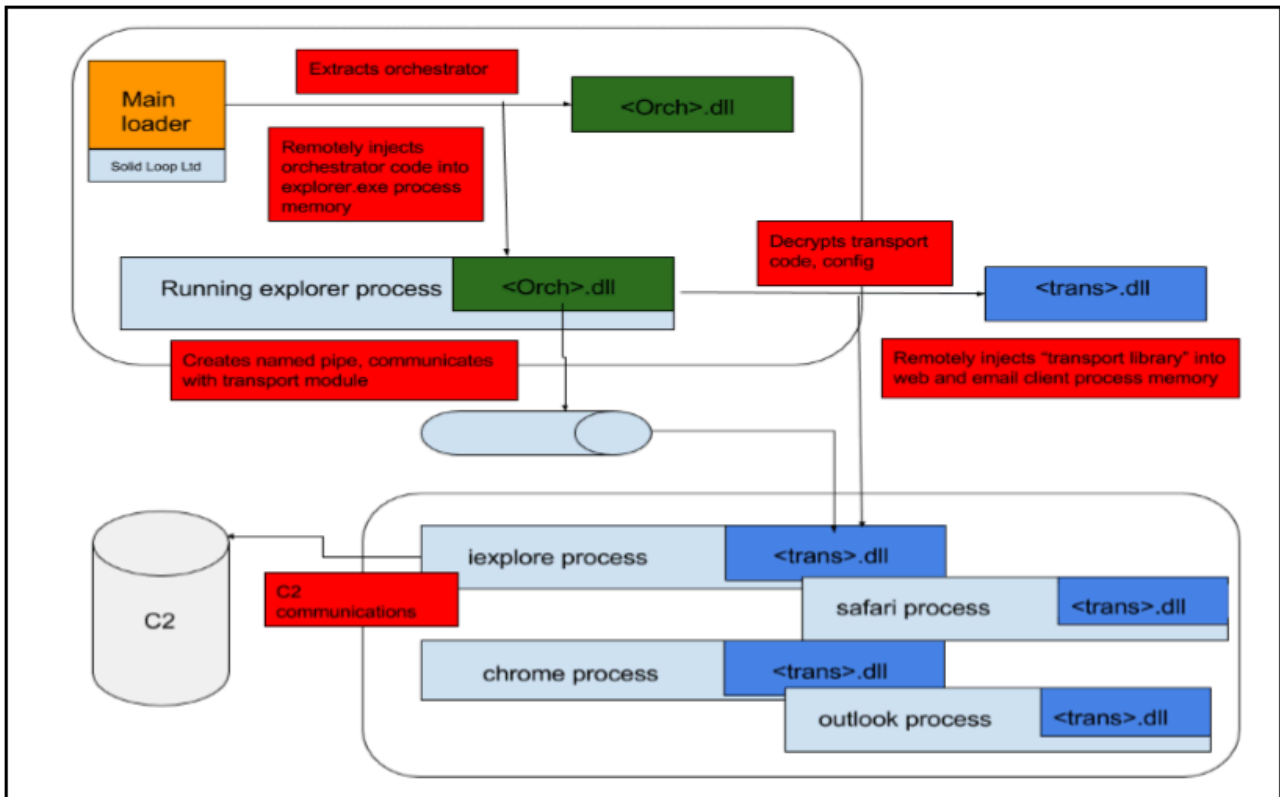 Extracts orchestrator
Main
loader
Solid Loop Ltd
<Orch>.dll
Remotely injects
orchestrator code into
explorer.exe process
memory
Decrypts transport
code, config
Running explorer process
<Orch>.dll
<trans>.dll
Creates named pipe, communicates
with transport module
Remotely injects “transport library” into
web and email client process memory
iexplore process
<trans>.dll
C2
communications
C2
safari process
<trans>.dll
chrome process
<trans>.dll
outlook process
<trans>.dll